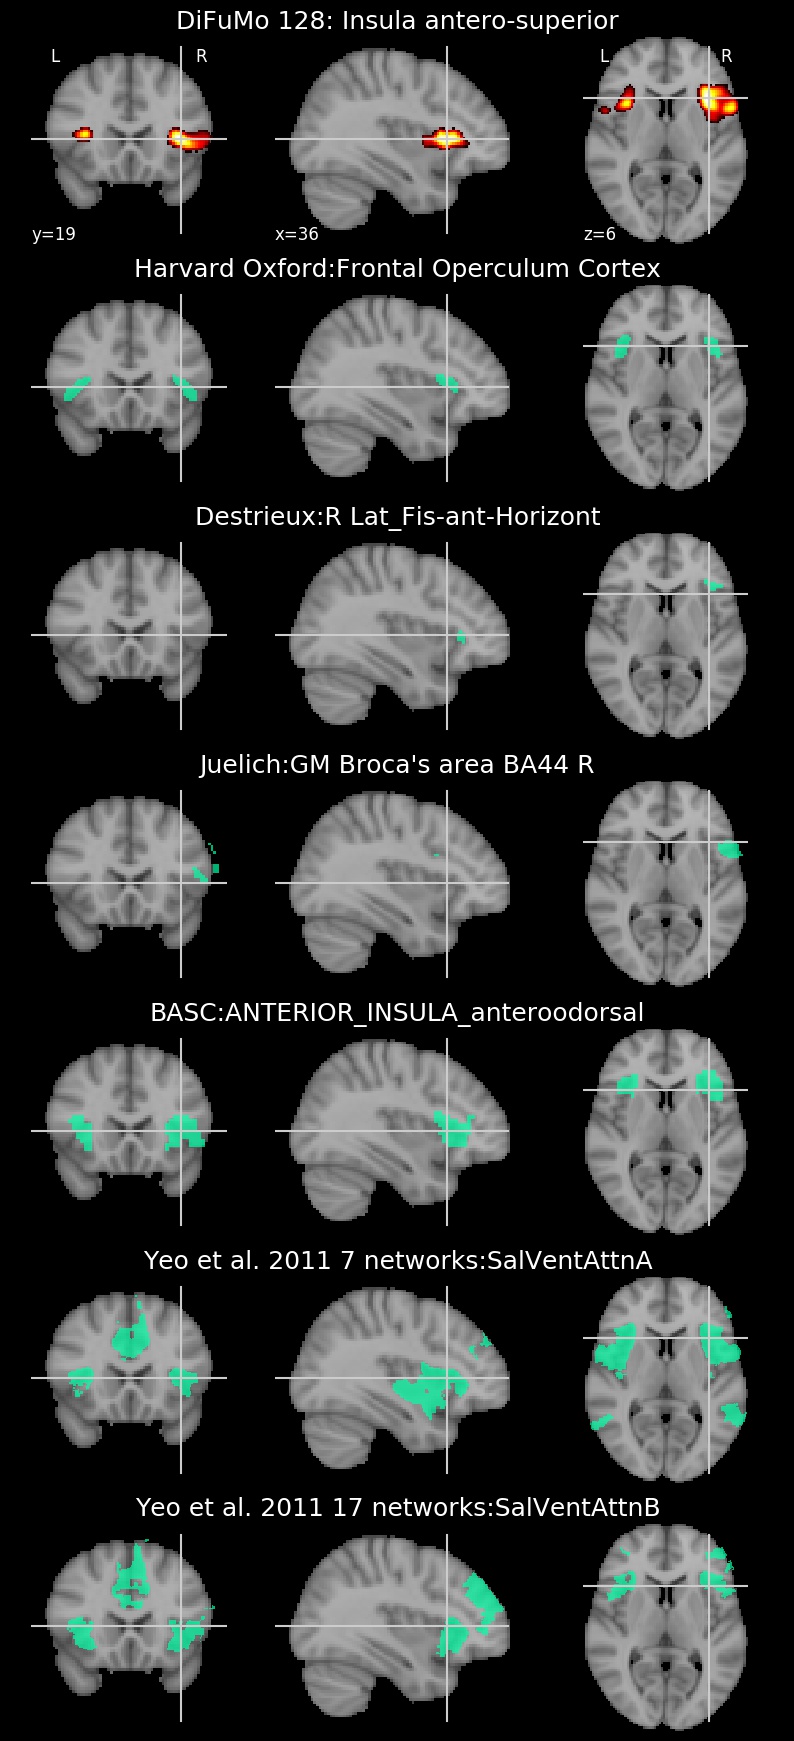 DiFuMo 128: Insula antero-superior
L R L R
y=19 x=36 z=6
Harvard Oxford:Frontal Operculum Cortex
Destrieux:R Lat_Fis-ant-Horizont
Juelich:GM Broca's area BA44 R
BASC:ANTERIOR_INSULA_anteroodorsal
Yeo et al. 2011 7 networks:SalVentAttnA
Yeo et al. 2011 17 networks:SalVentAttnB